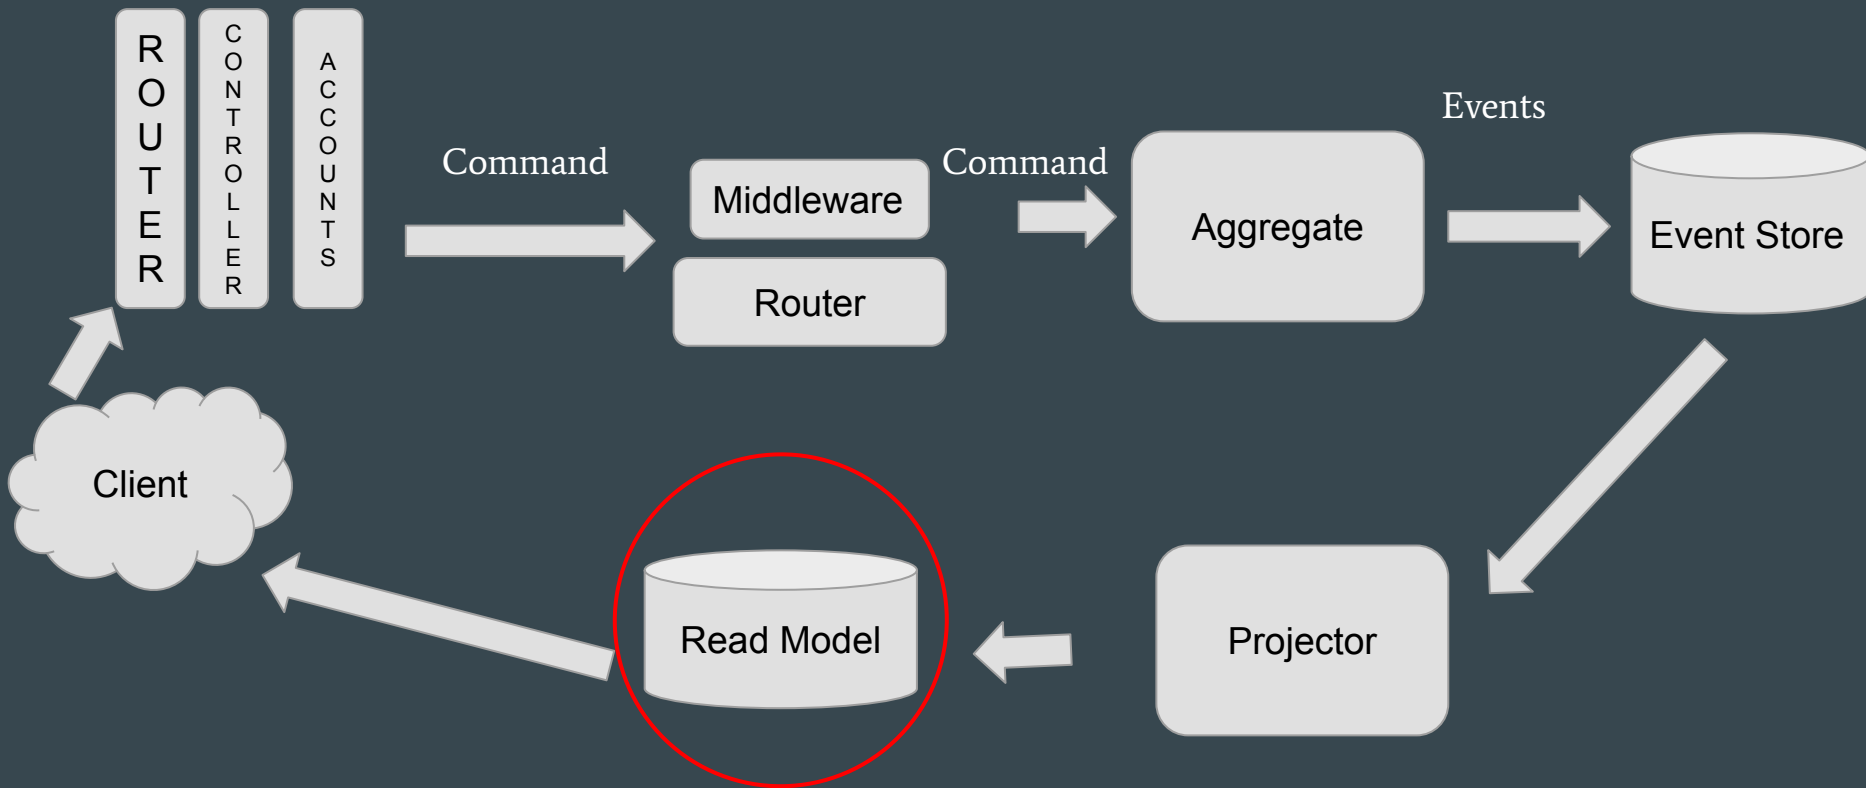 ROUTER
CONTROLLER
ACCOUNTS
Command
Middleware
Router
Command
Aggregate
Events
Event Store
Client
Read Model
Projector